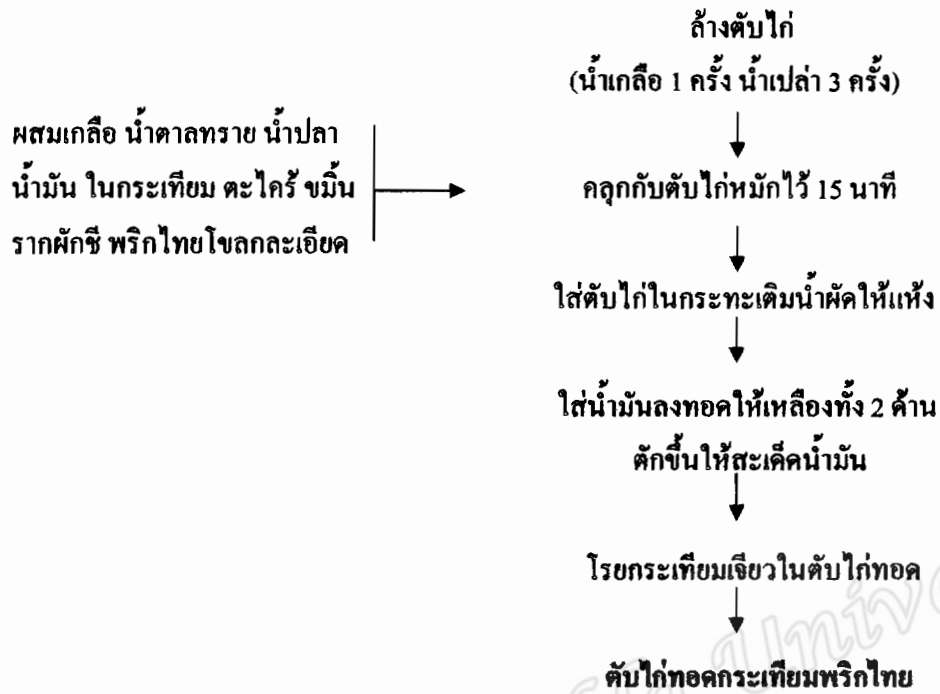 ล้างตับไก่
(น้ำเกลือ 1 ครั้ง น้ำเปล่า 3 ครั้ง)
ผสมเกลือ น้ำตาลทราย น้ำปลา
น้ำมัน ในกระเทียม ตะไคร้ ขมิ้น
รากผักชี พริกไทยโขลกละเอียด
คลุกกับตับไก่หมักไว้ 15 นาที
ใส่ตับไก่ในกระทะเติมน้ำผัดให้แห้ง
ใส่น้ำมันลงทอดให้เหลืองทั้ง 2 ด้าน
ตักขึ้นให้สะเด็ดน้ำมัน
โรยกระเทียมเจียวในตับไก่ทอด
ตับไก่ทอดกระเทียมพริกไทย